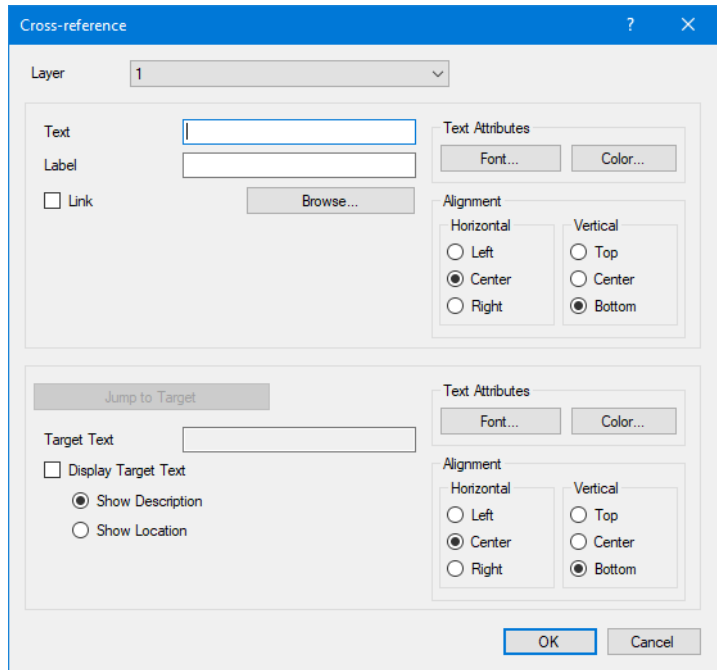 Cross-reference ?
Layer 1
Text
Label
Link Browse...
Text Attributes
Font... Color...
Alignment
Horizontal Vertical
Left Top
Center Center
Right Bottom
Jump to Target
Target Text
Display Target Text
Show Description
Show Location
Text Attributes
Font... Color...
Alignment
Horizontal Vertical
Left Top
Center Center
Right Bottom
OK Cancel